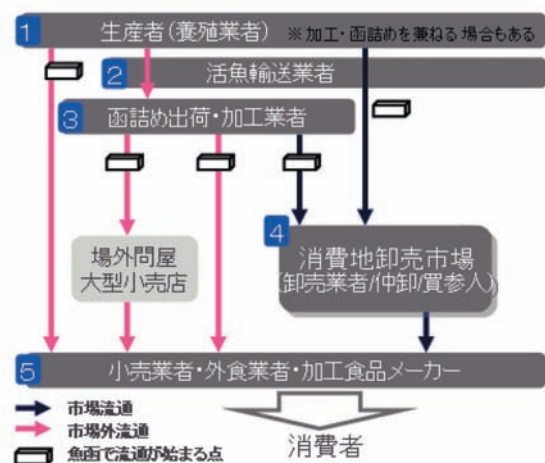 1 生産者(養殖業者) ※加工・函詰めを兼ねる場合もある
2 活魚輸送業者
3 函詰め出荷・加工業者
場外問屋
大型小売店
4 消費地卸売市場
(卸売業者/仲卸/買参人)
5 小売業者・外食業者・加工食品メーカー
市場流通
市場外流通
魚函で流通が始まる点
消費者